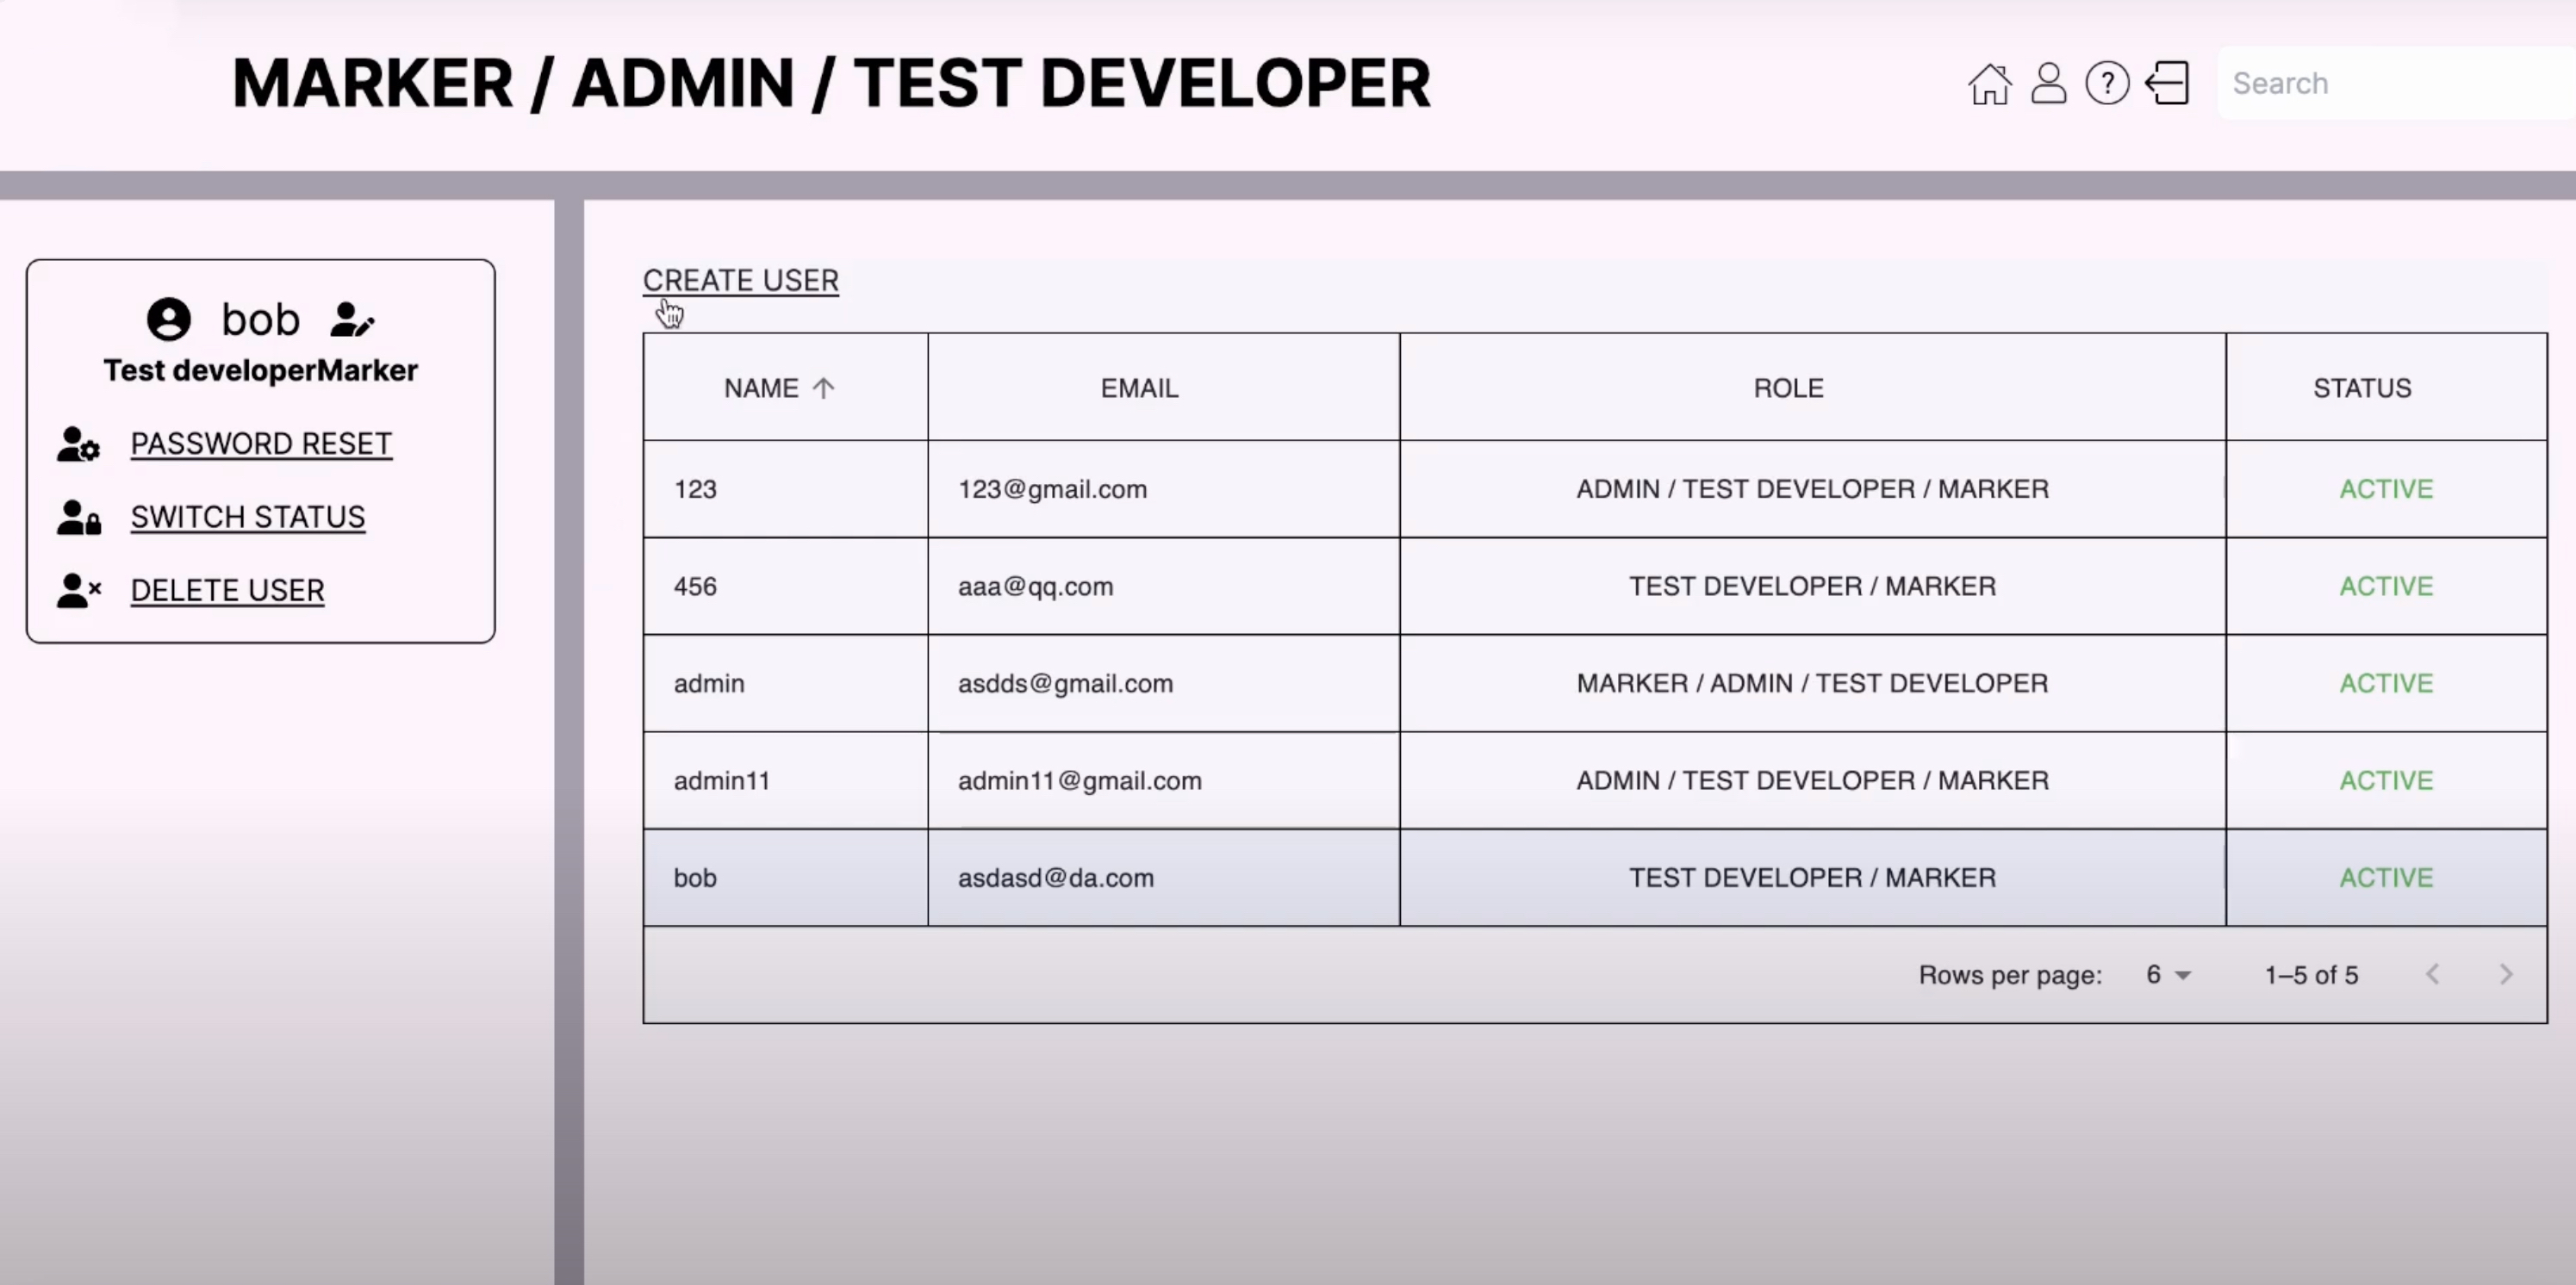 MARKER / ADMIN / TEST DEVELOPER
?
Search
bob
Test developerMarker
PASSWORD RESET
SWITCH STATUS
DELETE USER
CREATE USER
NAME EMAIL ROLE STATUS
123 123@gmail.com ADMIN / TEST DEVELOPER / MARKER ACTIVE
456 aaa@qq.com TEST DEVELOPER / MARKER ACTIVE
admin asdds@gmail.com MARKER / ADMIN / TEST DEVELOPER ACTIVE
admin11 admin11@gmail.com ADMIN / TEST DEVELOPER / MARKER ACTIVE
bob asdasd@da.com TEST DEVELOPER / MARKER ACTIVE
Rows per page: 6 1–5 of 5